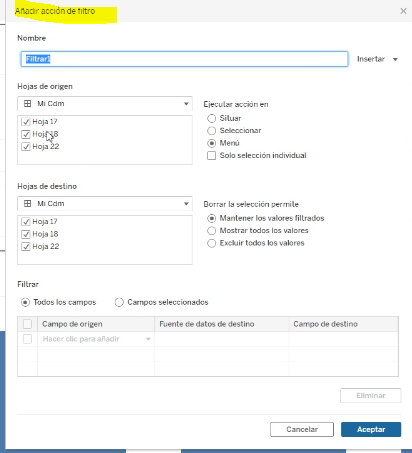 Añadir acción de filtro
Nombre
Filtrar1
Insertar
Hojas de origen
Mi Cdm
Hoja 17
Hoja 18
Hoja 22
Ejecutar acción en
Situar
Seleccionar
Menú
Solo selección individual
Hojas de destino
Mi Cdm
Hoja 17
Hoja 18
Hoja 22
Borrar la selección permite
Mantener los valores filtrados
Mostrar todos los valores
Excluir todos los valores
Filtrar
Todos los campos Campos seleccionados
Campo de origen Fuente de datos de destino Campo de destino
Hacer clic para añadir
Eliminar
Cancelar Aceptar